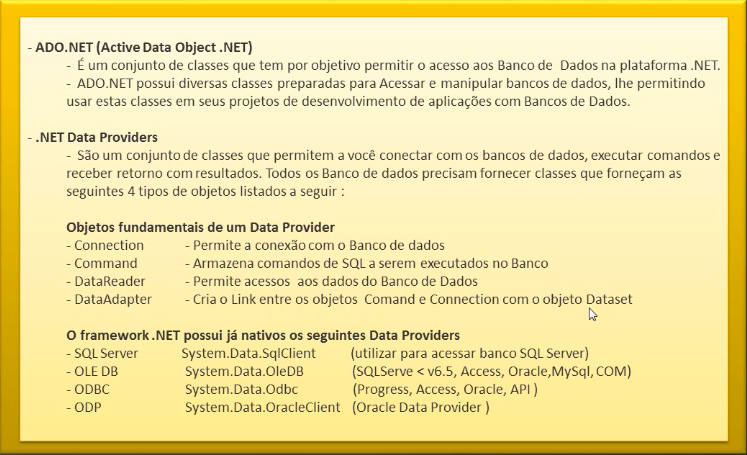 - ADO.NET (Active Data Object .NET)
- É um conjunto de classes que tem por objetivo permitir o acesso aos Banco de Dados na plataforma .NET.
- ADO.NET possui diversas classes preparadas para Acessar e manipular bancos de dados, lhe permitindo
usar estas classes em seus projetos de desenvolvimento de aplicações com Bancos de Dados.
- .NET Data Providers
- São um conjunto de classes que permitem a você conectar com os bancos de dados, executar comandos e
receber retorno com resultados. Todos os Banco de dados precisam fornecer classes que forneçam as
seguintes 4 tipos de objetos listados a seguir :
Objetos fundamentais de um Data Provider
- Connection - Permite a conexão com o Banco de dados
- Command - Armazena comandos de SQL a serem executados no Banco
- DataReader - Permite acessos aos dados do Banco de Dados
- DataAdapter - Cria o Link entre os objetos Comand e Connection com o objeto Dataset
O framework .NET possui já nativos os seguintes Data Providers
- SQL Server System.Data.SqlClient (utilizar para acessar banco SQL Server)
- OLE DB System.Data.OleDB (SQLServe < v6.5, Access, Oracle,MySql, COM)
- ODBC System.Data.Odbc (Progress, Access, Oracle, API )
- ODP System.Data.OracleClient (Oracle Data Provider )